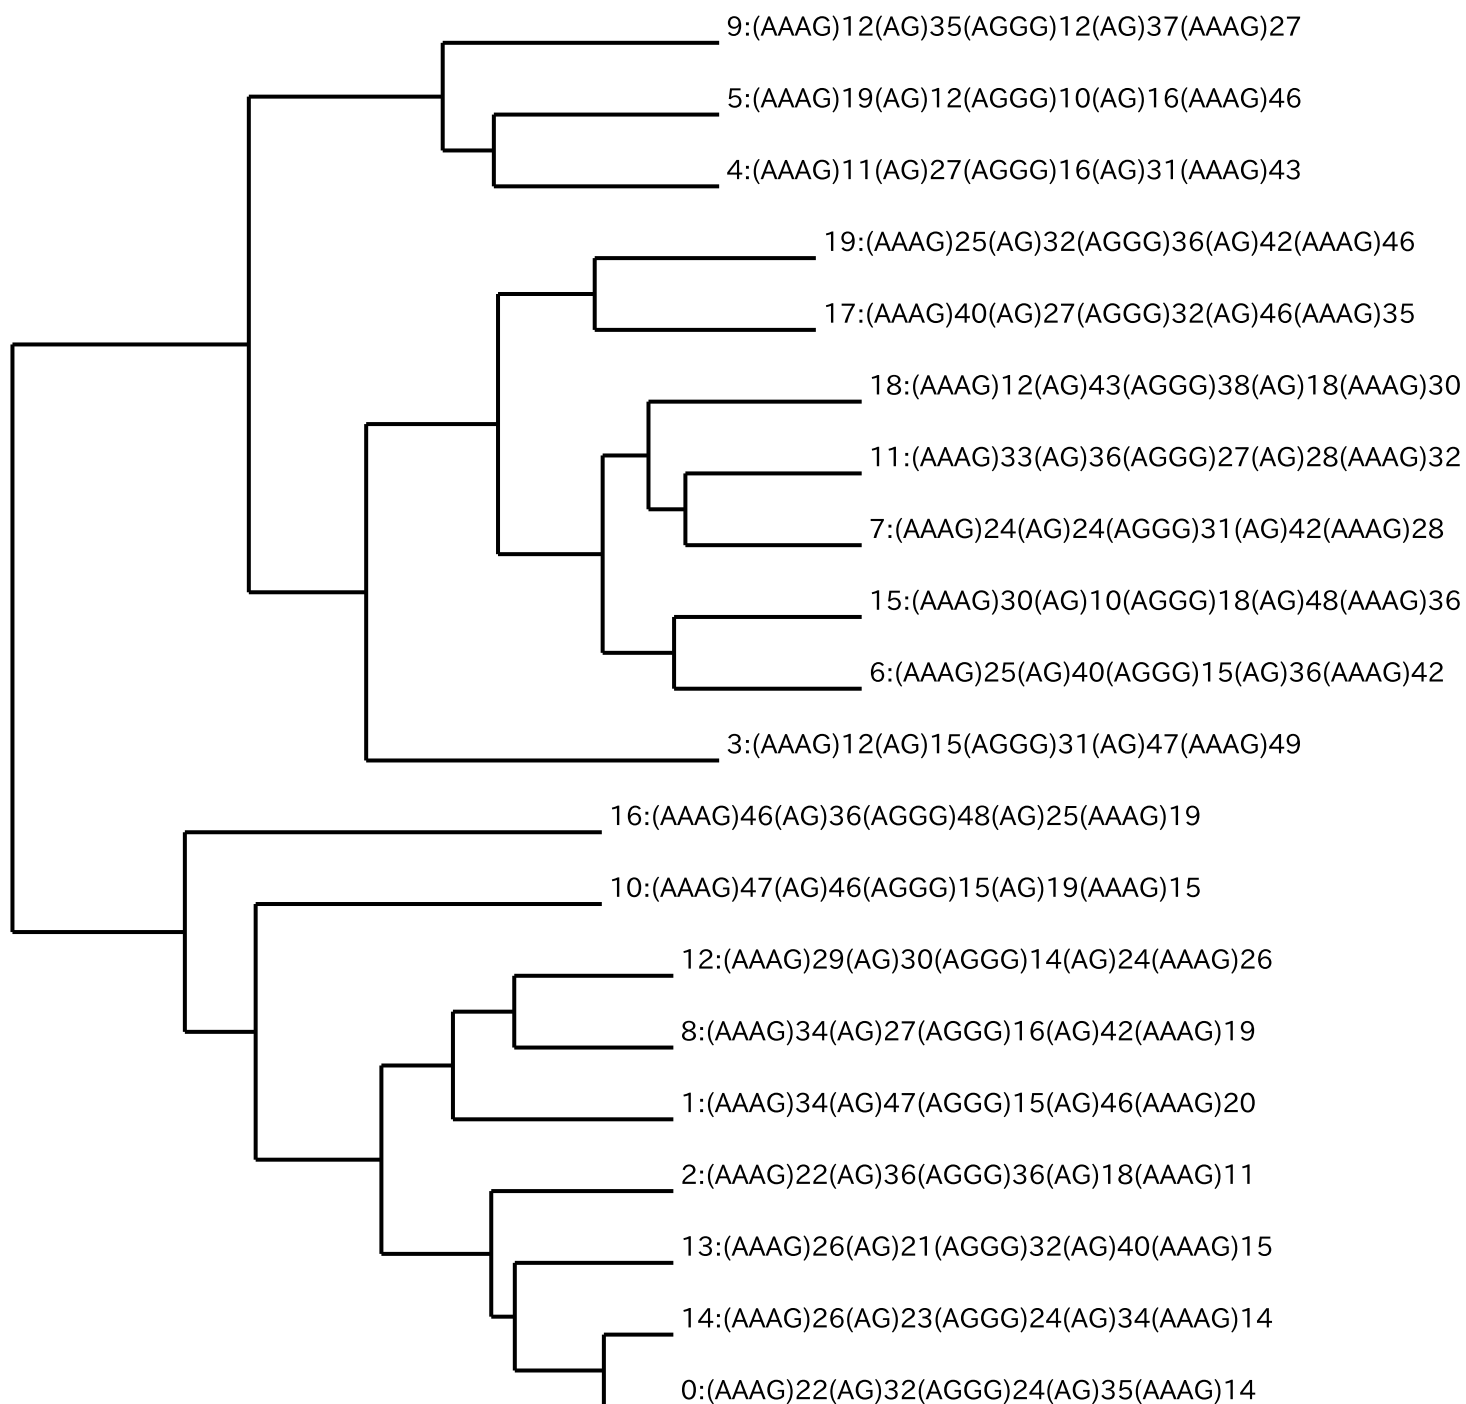 9:(AAAG)12(AG)35(AGGG)12(AG)37(AAAG)27
5:(AAAG)19(AG)12(AGGG)10(AG)16(AAAG)46
4:(AAAG)11(AG)27(AGGG)16(AG)31(AAAG)43
19:(AAAG)25(AG)32(AGGG)36(AG)42(AAAG)46
17:(AAAG)40(AG)27(AGGG)32(AG)46(AAAG)35
18:(AAAG)12(AG)43(AGGG)38(AG)18(AAAG)30
11:(AAAG)33(AG)36(AGGG)27(AG)28(AAAG)32
7:(AAAG)24(AG)24(AGGG)31(AG)42(AAAG)28
15:(AAAG)30(AG)10(AGGG)18(AG)48(AAAG)36
6:(AAAG)25(AG)40(AGGG)15(AG)36(AAAG)42
3:(AAAG)12(AG)15(AGGG)31(AG)47(AAAG)49
16:(AAAG)46(AG)36(AGGG)48(AG)25(AAAG)19
10:(AAAG)47(AG)46(AGGG)15(AG)19(AAAG)15
12:(AAAG)29(AG)30(AGGG)14(AG)24(AAAG)26
8:(AAAG)34(AG)27(AGGG)16(AG)42(AAAG)19
1:(AAAG)34(AG)47(AGGG)15(AG)46(AAAG)20
2:(AAAG)22(AG)36(AGGG)36(AG)18(AAAG)11
13:(AAAG)26(AG)21(AGGG)32(AG)40(AAAG)15
14:(AAAG)26(AG)23(AGGG)24(AG)34(AAAG)14
0:(AAAG)22(AG)32(AGGG)24(AG)35(AAAG)14